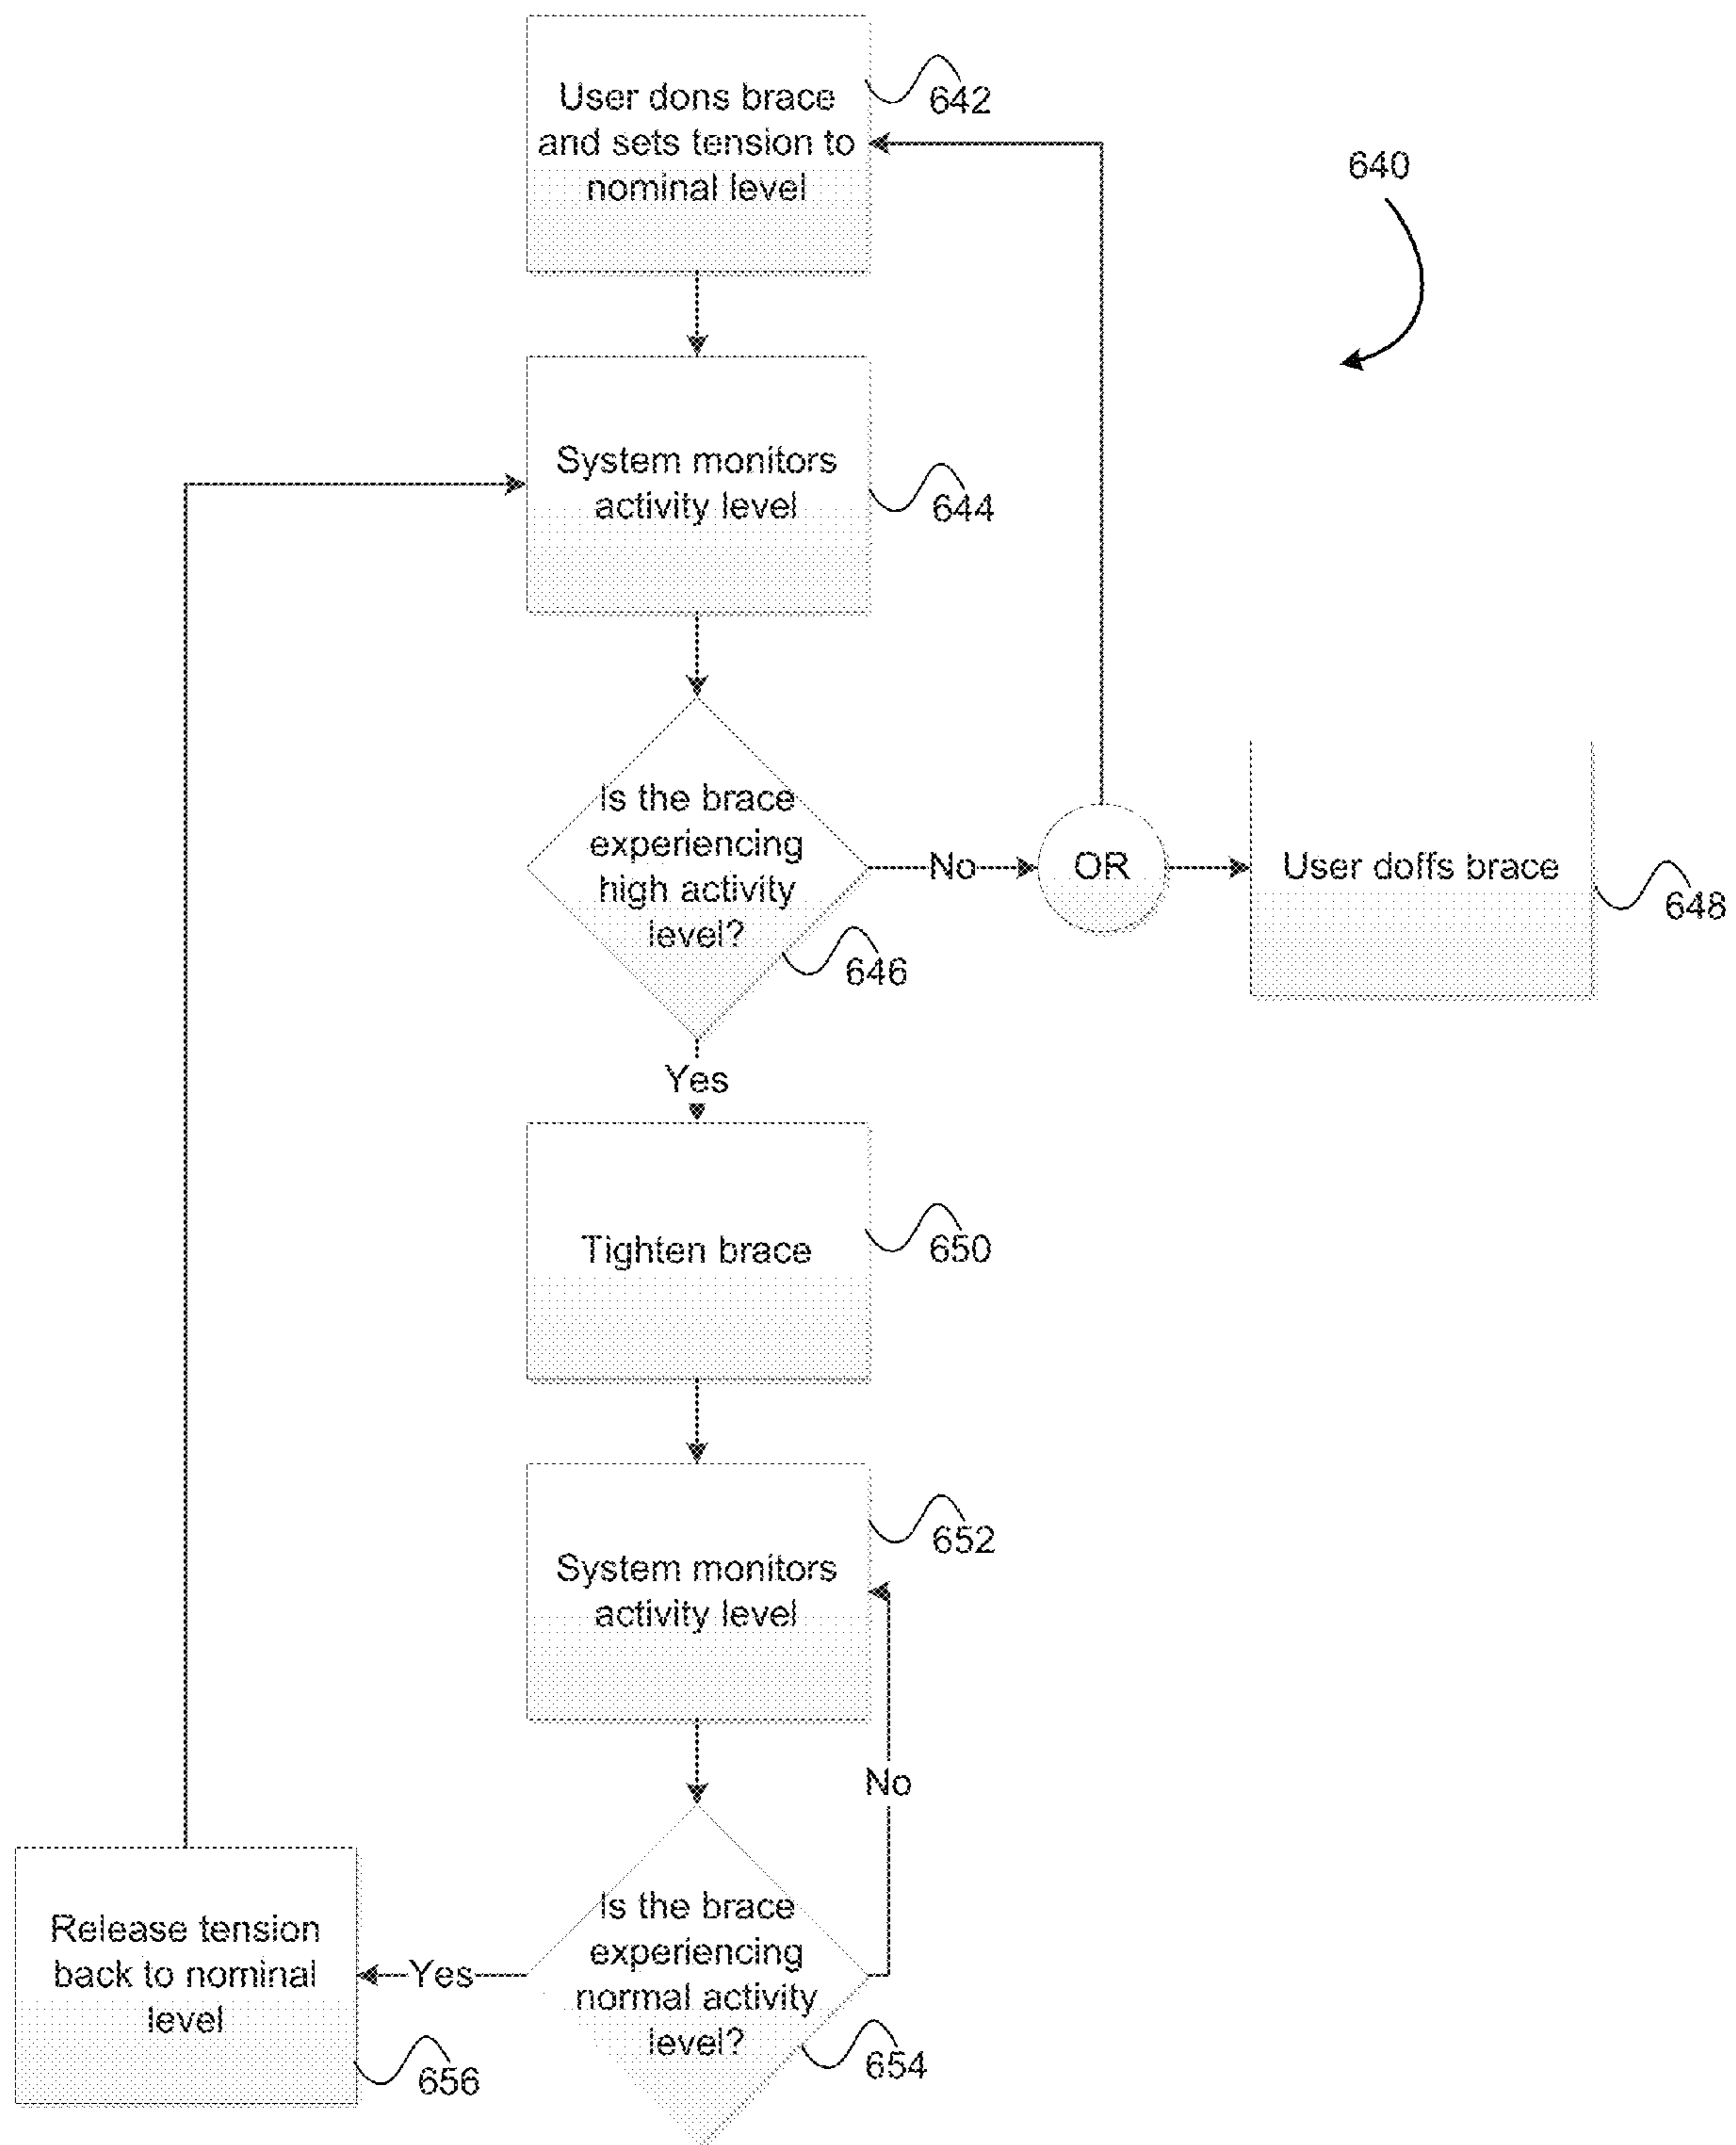 User dons brace
and sets tension to
nominal level
642
640
System monitors
activity level
644
Is the brace
experiencing
high activity
level?
646
No
OR
User doffs brace
648
Yes
Tighten brace
650
System monitors
activity level
652
No
Is the brace
experiencing
normal activity
level?
654
Yes
Release tension
back to nominal
level
656